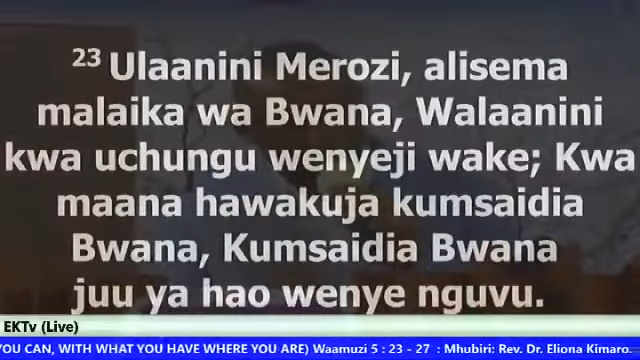 23 Ulaanini Merozi, alisema
malaika wa Bwana, Walaanini
kwa uchungu wenyeji wake; Kwa
maana hawakuja kumsaidia
Bwana, Kumsaidia Bwana
juu ya hao wenye nguvu.
EKTv (Live)
YOU CAN, WITH WHAT YOU HAVE WHERE YOU ARE) Waamuzi 5 : 23 - 27 : Mhubiri: Rev. Dr. Eliona Kimaro